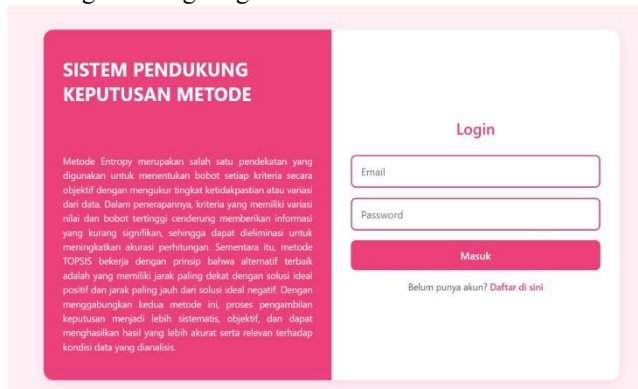 SISTEM PENDUKUNG
KEPUTUSAN METODE
Metode Entropy merupakan salah satu pendekatan yang
digunakan untuk menentukan bobot setiap kriteria secara
objektif dengan mengukur tingkat ketidakpastian atau variasi
dari data. Dalam penerapannya, kriteria yang memiliki variasi
nilai dan bobot tertinggi cenderung memberikan informasi
yang kurang signifikan, sehingga dapat dieliminasi untuk
meningkatkan akurasi perhitungan. Sementara itu, metode
TOPSIS bekerja dengan prinsip bahwa alternatif terbaik
adalah yang memiliki jarak paling dekat dengan solusi ideal
positif dan jarak paling jauh dari solusi ideal negatif. Dengan
menggabungkan kedua metode ini, proses pengambilan
keputusan menjadi lebih sistematis, objektif, dan dapat
menghasilkan hasil yang lebih akurat serta relevan terhadap
kondisi data yang dianalisis.
Login
Email
Password
Masuk
Belum punya akun? Daftar di sini